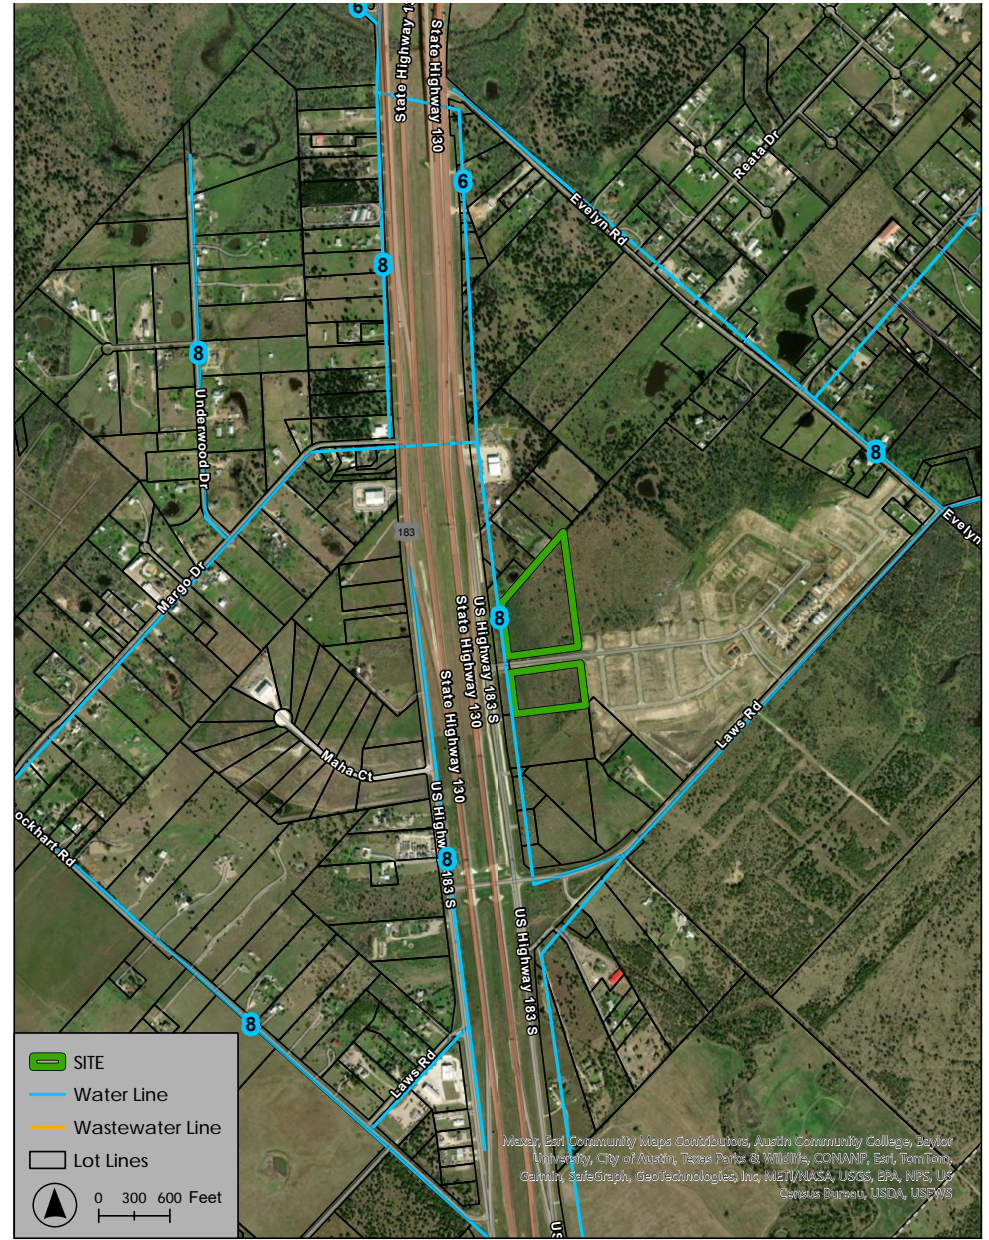 6
State Highway 13
State Highway 130
Reata Dr
6
Evelyn Rd
8
8
Underwood Dr
8
183
Evelyn
Margo Dr
8
US Highway 183 S
State Highway 130
State Highway 130
Laws Rd
Maha Ct
US Highw
8
183 S
ockhart Rd
US Highway 183 S
8
Laws Rd
US
SITE
Water Line
Wastewater Line
Lot Lines
0 300 600 Feet
Maxar, Esri Community Maps Contributors, Austin Community College, Baylor
University, City of Austin, Texas Parks & Wildlife, CONANP, Esri, TomTom,
Garmin, SafeGraph, GeoTechnologies, Inc, METI/NASA, USGS, EPA, NPS, US
Census Bureau, USDA, USFWS